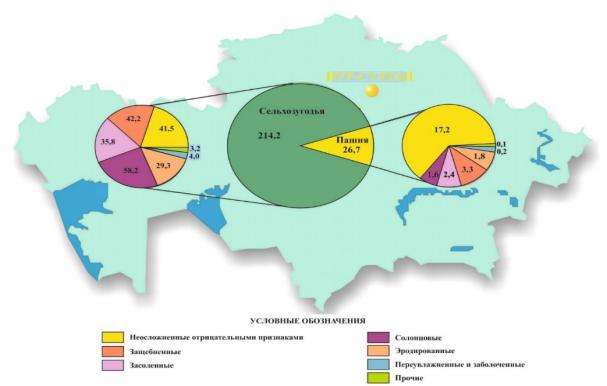 Сельхозугодья
214,2
Пашня
26,7
42,2
41,5
35,8
3,2
4,0
58,2
29,3
17,2
0,1
0,2
1,8
3,3
2,4
1,6
УСЛОВНЫЕ ОБОЗНАЧЕНИЯ
Неосложненные отрицательными признаками
Защебненные
Засоленные
Солонцовые
Эродированные
Переувлажненные и заболоченные
Прочие